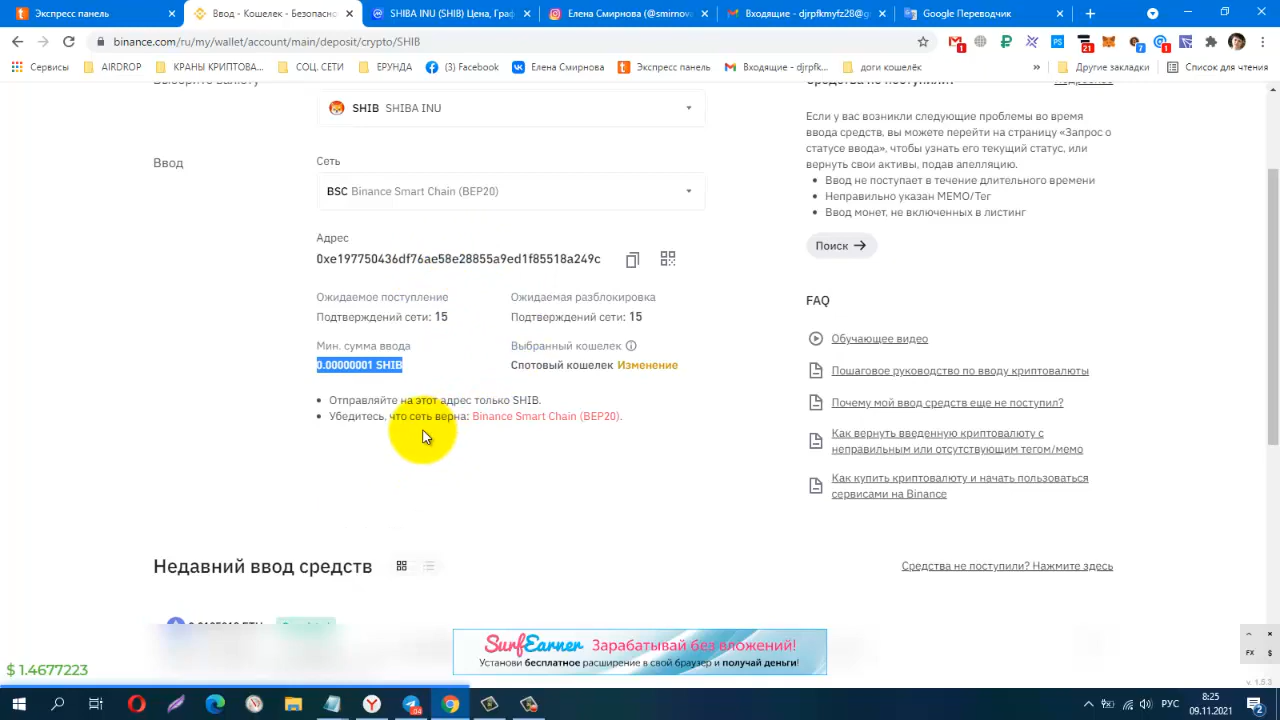 Экспресс панель
Ввод - Кошелек - Безопасно
SHIBA INU (SHIB) Цена, Граф
Елена Смирнова (@smirnov
Входящие - djrpfkmyfz28@g
Google Переводчик
binance.com/ru/my/wallet/account/main/deposit/crypto/SHIB
Сервисы
AIRDROP
КРАНЫ КРИПТОВА...
СОЦ. СЕТИ
ЕРУНДА
(3) Facebook
Елена Смирнова
Экспресс панель
Входящие - djrpfk...
доги кошелёк
»
Другие закладки
Список для чтения
SHIB SHIBA INU
Ввод
Сеть
BSC Binance Smart Chain (BEP20)
Адрес
0xe197750436df76ae58e28855a9ed1f85518a249c
Ожидаемое поступление
Подтверждений сети: 15
Ожидаемая разблокировка
Подтверждений сети: 15
Мин. сумма ввода
0.00000001 SHIB
Выбранный кошелек
Спотовый кошелек Изменение
• Отправляйте на этот адрес только SHIB.
• Убедитесь, что сеть верна: Binance Smart Chain (BEP20).
Если у вас возникли следующие проблемы во время
ввода средств, вы можете перейти на страницу «Запрос о
статусе ввода», чтобы узнать его текущий статус, или
вернуть свои активы, подав апелляцию.
• Ввод не поступает в течение длительного времени
• Неправильно указан МЕМО/Тег
• Ввод монет, не включенных в листинг
Поиск
FAQ
Обучающее видео
Пошаговое руководство по вводу криптовалюты
Почему мой ввод средств еще не поступил?
Как вернуть введенную криптовалюту с
неправильным или отсутствующим тегом/мемо
Как купить криптовалюту и начать пользоваться
сервисами на Binance
Недавний ввод средств
Средства не поступили? Нажмите здесь
SurfEarner Зарабатывай без вложений!
Установи бесплатное расширение в свой браузер и получай деньги!
$ 1.4677223
FX $
v. 1.5.3
РУС
8:25
09.11.2021